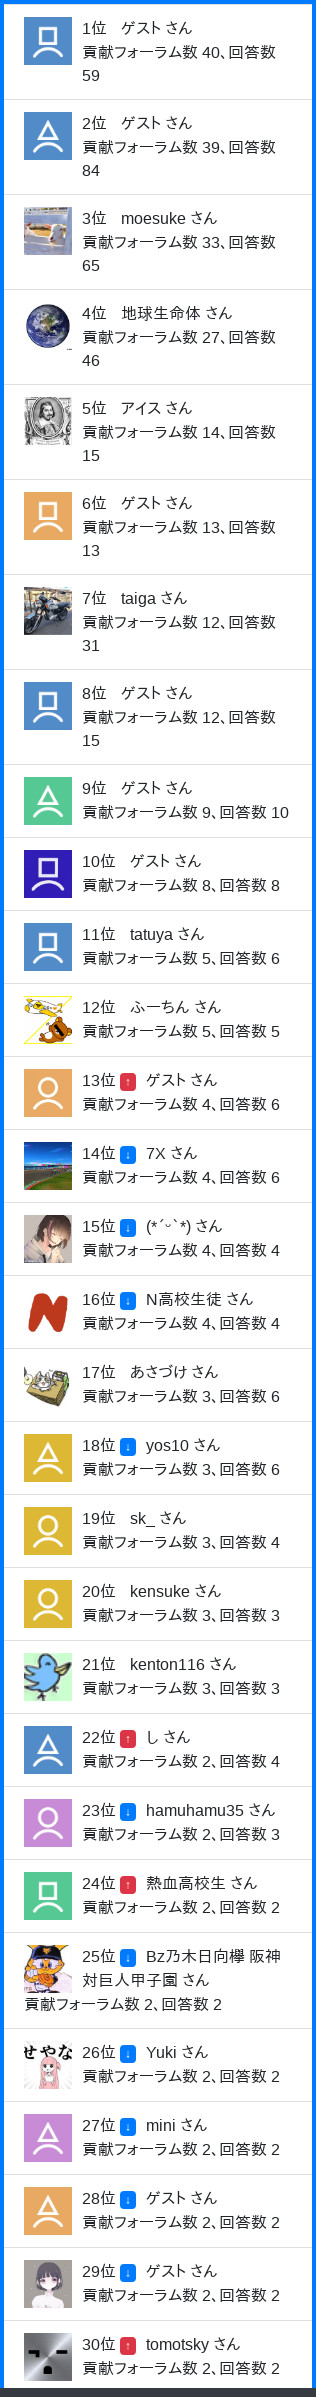 1位 ゲスト さん
貢献フォーラム数 40、回答数
59
2位 ゲスト さん
貢献フォーラム数 39、回答数
84
3位 moesuke さん
貢献フォーラム数 33、回答数
65
4位 地球生命体 さん
貢献フォーラム数 27、回答数
46
5位 アイス さん
貢献フォーラム数 14、回答数
15
6位 ゲスト さん
貢献フォーラム数 13、回答数
13
7位 taiga さん
貢献フォーラム数 12、回答数
31
8位 ゲスト さん
貢献フォーラム数 12、回答数
15
9位 ゲスト さん
貢献フォーラム数 9、回答数 10
10位 ゲスト さん
貢献フォーラム数 8、回答数 8
11位 tatuya さん
貢献フォーラム数 5、回答数 6
12位 ふーちん さん
貢献フォーラム数 5、回答数 5
13位 ↑ ゲスト さん
貢献フォーラム数 4、回答数 6
14位 ↓ 7X さん
貢献フォーラム数 4、回答数 6
15位 ↓ (*ˊᵕˋ*) さん
貢献フォーラム数 4、回答数 4
16位 ↓ N高校生徒 さん
貢献フォーラム数 4、回答数 4
17位 あさづけ さん
貢献フォーラム数 3、回答数 6
18位 ↓ yos10 さん
貢献フォーラム数 3、回答数 6
19位 sk_ さん
貢献フォーラム数 3、回答数 4
20位 kensuke さん
貢献フォーラム数 3、回答数 3
21位 kenton116 さん
貢献フォーラム数 3、回答数 3
22位 ↑ し さん
貢献フォーラム数 2、回答数 4
23位 ↓ hamuhamu35 さん
貢献フォーラム数 2、回答数 3
24位 ↑ 熱血高校生 さん
貢献フォーラム数 2、回答数 2
25位 ↓ Bz乃木日向欅 阪神
対巨人甲子園 さん
貢献フォーラム数 2、回答数 2
せやな
26位 ↓ Yuki さん
貢献フォーラム数 2、回答数 2
27位 ↓ mini さん
貢献フォーラム数 2、回答数 2
28位 ↓ ゲスト さん
貢献フォーラム数 2、回答数 2
29位 ↓ ゲスト さん
貢献フォーラム数 2、回答数 2
30位 ↑ tomotsky さん
貢献フォーラム数 2、回答数 2